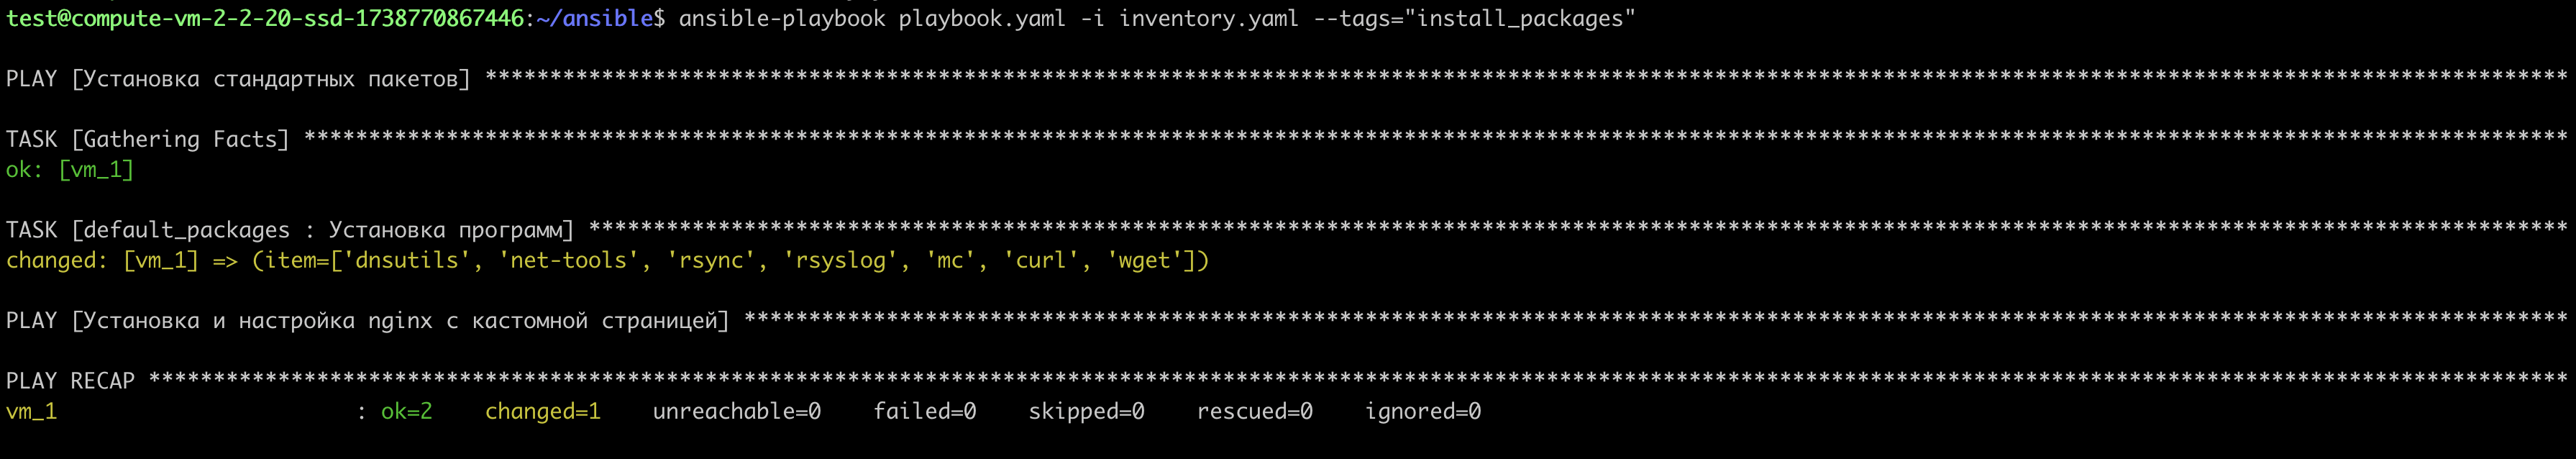 test@compute-vm-2-2-20-ssd-1738770867446:~/ansible$ ansible-playbook playbook.yaml -i inventory.yaml --tags="install_packages"
PLAY [Установка стандартных пакетов] *****************************************************************************************************************************************************************
TASK [Gathering Facts] *******************************************************************************************************************************************************************************
ok: [vm_1]
TASK [default_packages : Установка программ] *********************************************************************************************************************************************************
changed: [vm_1] => (item=['dnsutils', 'net-tools', 'rsync', 'rsyslog', 'mc', 'curl', 'wget'])
PLAY [Установка и настройка nginx с кастомной страницей] *********************************************************************************************************************************************
PLAY RECAP *******************************************************************************************************************************************************************************************
vm_1                       : ok=2    changed=1    unreachable=0    failed=0    skipped=0    rescued=0    ignored=0